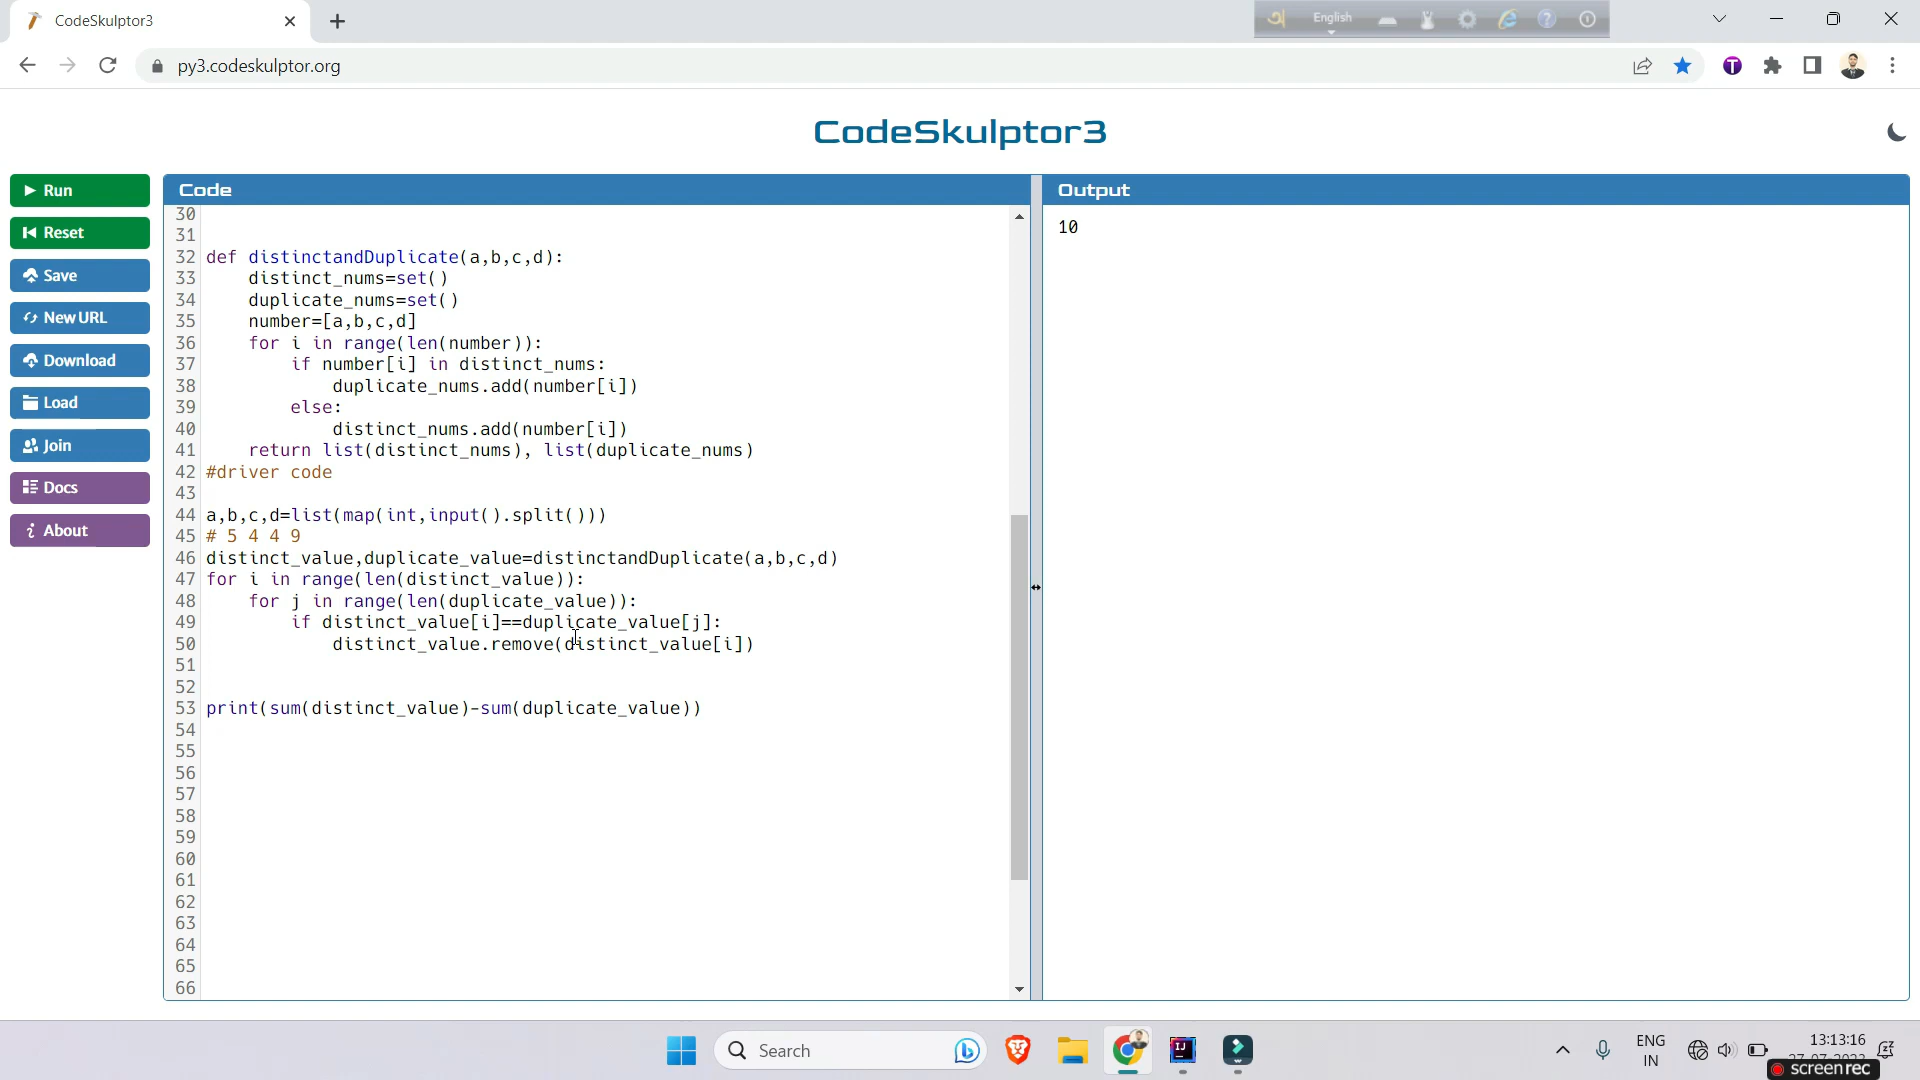 CodeSkulptor3
English
py3.codeskulptor.org
CodeSkulptor3
Run
Reset
Save
New URL
Download
Load
Join
Docs
About
Code
30
31
32 def distinctandDuplicate(a,b,c,d):
33 distinct_nums=set()
34 duplicate_nums=set()
35 number=[a,b,c,d]
36 for i in range(len(number)):
37 if number[i] in distinct_nums:
38 duplicate_nums.add(number[i])
39 else:
40 distinct_nums.add(number[i])
41 return list(distinct_nums), list(duplicate_nums)
42 #driver code
43
44 a,b,c,d=list(map(int,input().split()))
45 # 5 4 4 9
46 distinct_value,duplicate_value=distinctandDuplicate(a,b,c,d)
47 for i in range(len(distinct_value)):
48 for j in range(len(duplicate_value)):
49 if distinct_value[i]==duplicate_value[j]:
50 distinct_value.remove(distinct_value[i])
51
52
53 print(sum(distinct_value)-sum(duplicate_value))
54
55
56
57
58
59
60
61
62
63
64
65
66
Output
10
Search
ENG
IN
13:13:16
screenrec